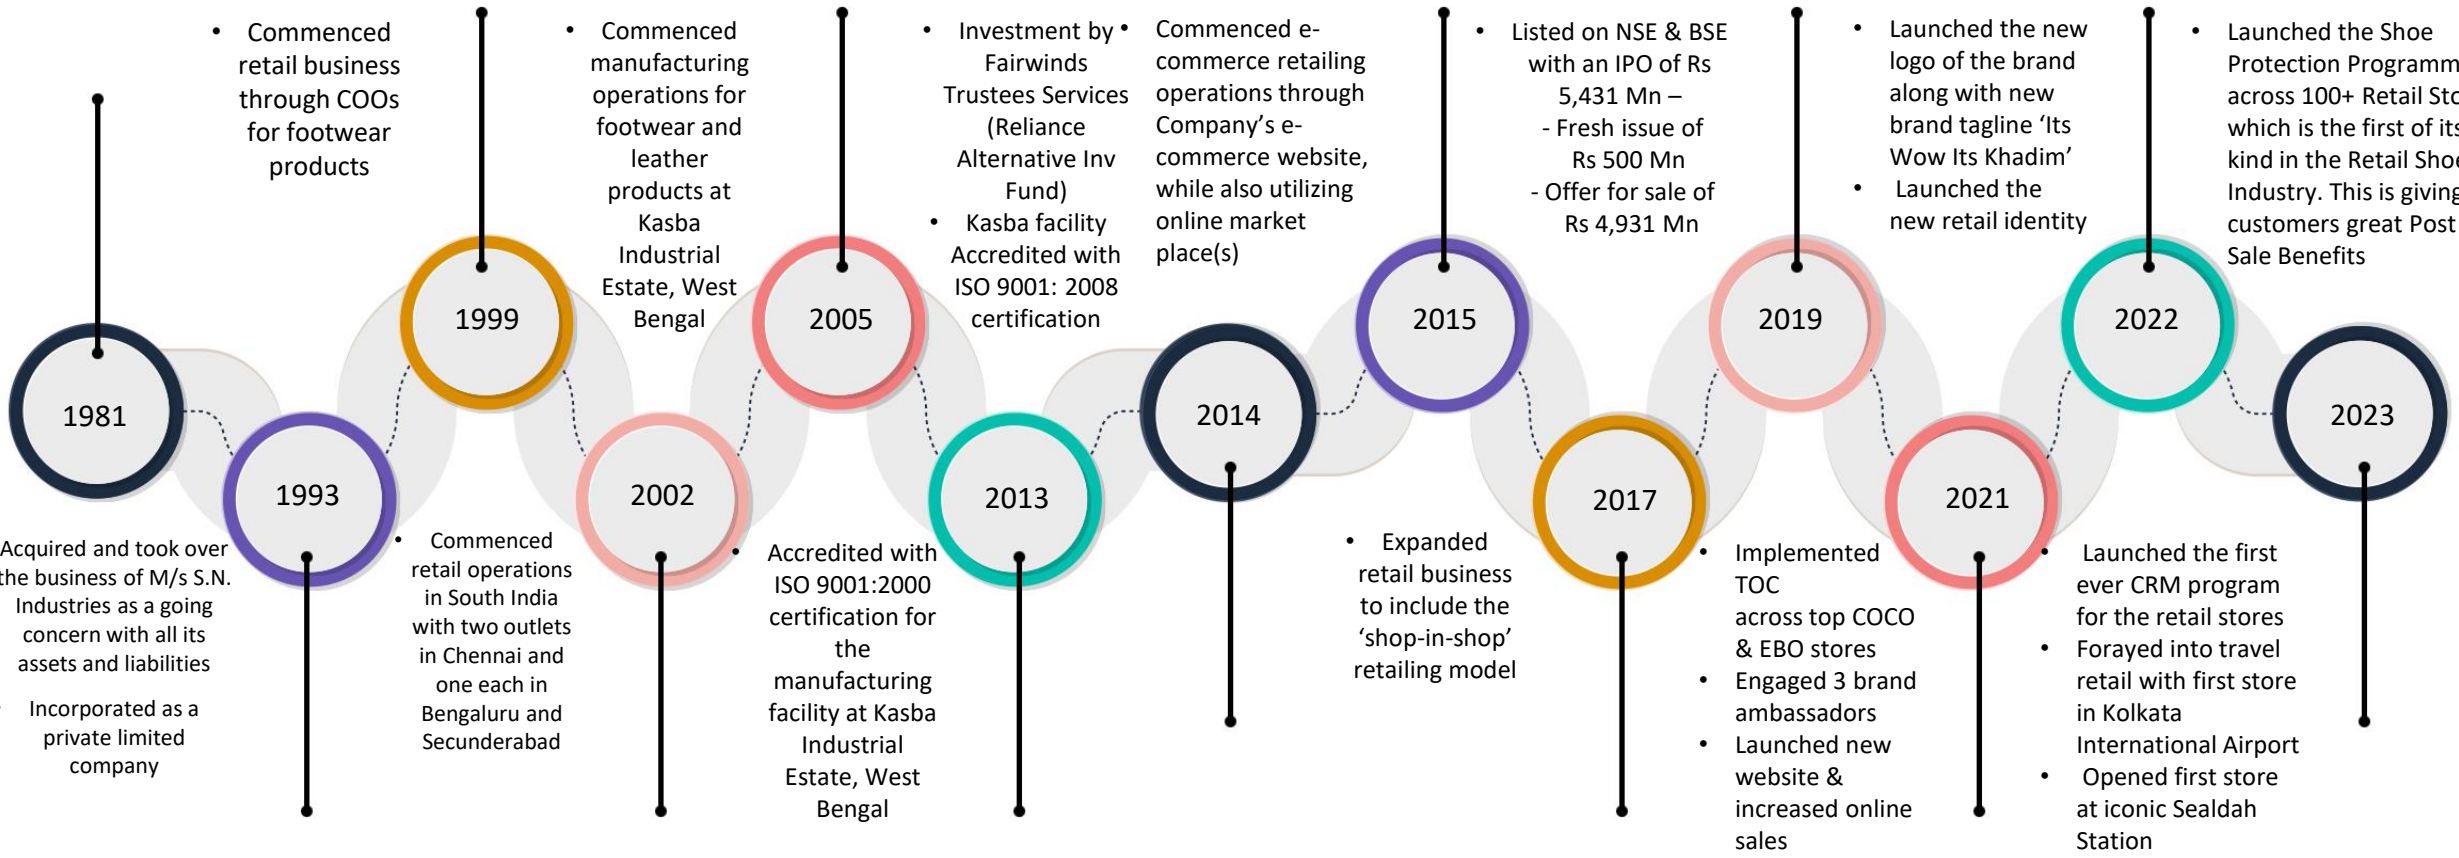 1981
Acquired and took over
the business of M/s S.N.
Industries as a going
concern with all its
assets and liabilities
Incorporated as a
private limited
company
• Commenced
retail business
through COOs
for footwear
products
1993
1999
• Commenced
retail operations
in South India
with two outlets
in Chennai and
one each in
Bengaluru and
Secunderabad
• Commenced
manufacturing
operations for
footwear and
leather
products at
Kasba
Industrial
Estate, West
Bengal
2002
2005
• Accredited with
ISO 9001:2000
certification for
the
manufacturing
facility at Kasba
Industrial
Estate, West
Bengal
• Investment by
Fairwinds
Trustees Services
(Reliance
Alternative Inv
Fund)
• Kasba facility
Accredited with
ISO 9001: 2008
certification
2013
• Commenced e-
commerce retailing
operations through
Company’s e-
commerce website,
while also utilizing
online market
place(s)
2014
2015
• Expanded
retail business
to include the
‘shop-in-shop’
retailing model
• Listed on NSE & BSE
with an IPO of Rs
5,431 Mn –
- Fresh issue of
Rs 500 Mn
- Offer for sale of
Rs 4,931 Mn
2017
2019
• Implemented
TOC
across top COCO
& EBO stores
• Engaged 3 brand
ambassadors
• Launched new
website &
increased online
sales
• Launched the new
logo of the brand
along with new
brand tagline ‘Its
Wow Its Khadim’
• Launched the
new retail identity
2021
2022
• Launched the first
ever CRM program
for the retail stores
• Forayed into travel
retail with first store
in Kolkata
International Airport
• Opened first store
at iconic Sealdah
Station
• Launched the Shoe
Protection Programm
across 100+ Retail Sto
which is the first of its
kind in the Retail Shoe
Industry. This is giving
customers great Post
Sale Benefits
2023